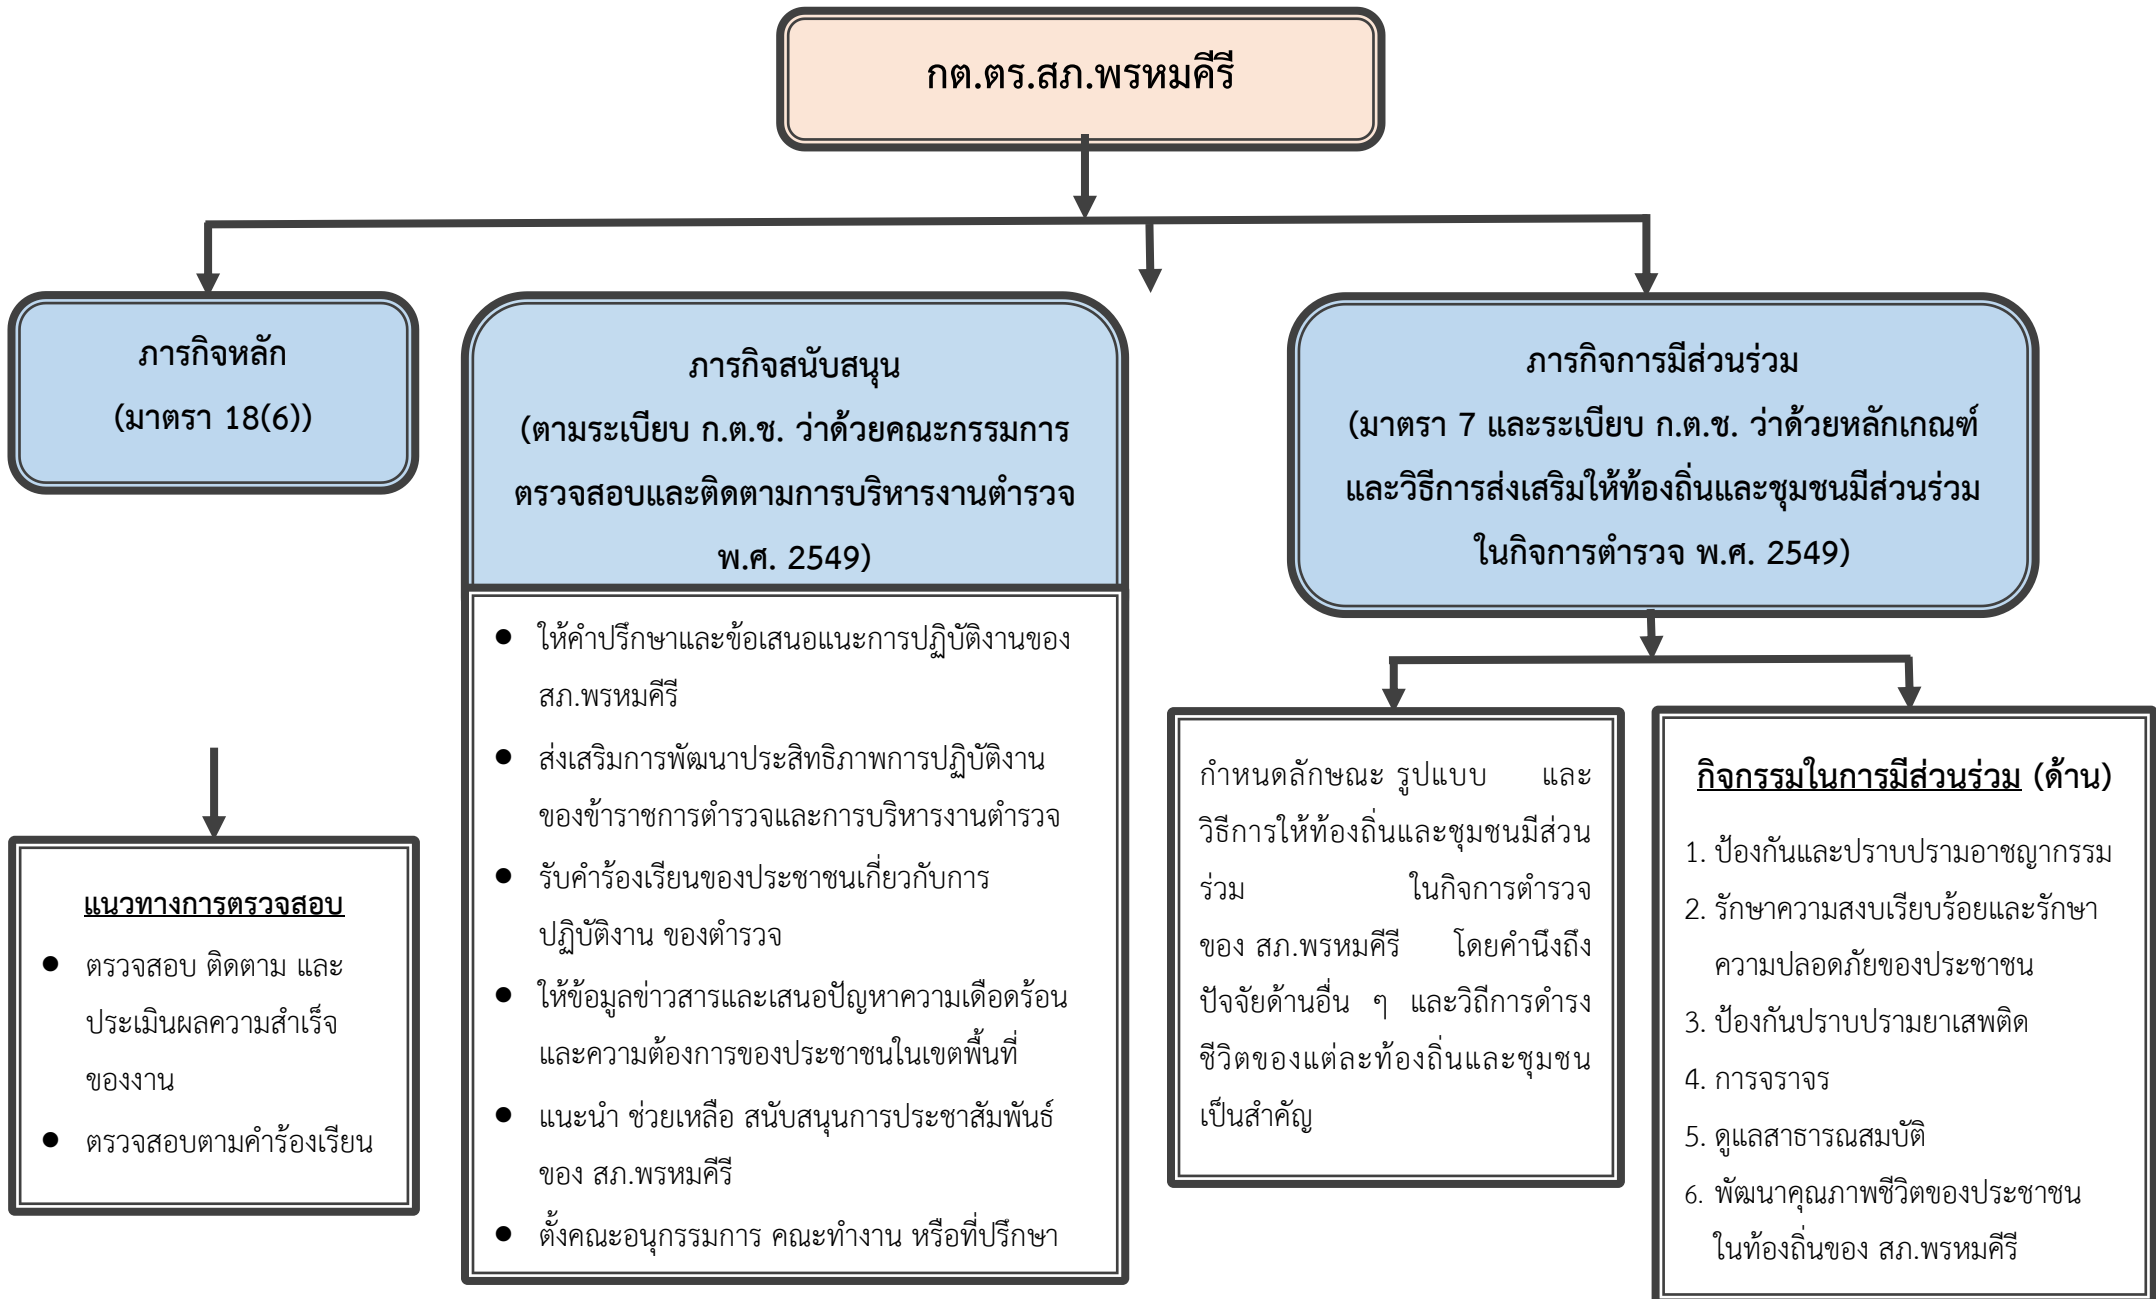 กต.ตร.สภ.พรหมคีรี
ภารกิจหลัก
(มาตรา 18(6))
ภารกิจสนับสนุน
(ตามระเบียบ ก.ต.ช. ว่าด้วยคณะกรรมการ
ตรวจสอบและติดตามการบริหารงานตำรวจ
พ.ศ. 2549)
ภารกิจการมีส่วนร่วม
(มาตรา 7 และระเบียบ ก.ต.ช. ว่าด้วยหลักเกณฑ์
และวิธีการส่งเสริมให้ท้องถิ่นและชุมชนมีส่วนร่วม
ในกิจการตำรวจ พ.ศ. 2549)
แนวทางการตรวจสอบ
● ตรวจสอบ ติดตาม และ
ประเมินผลความสำเร็จ
ของงาน
● ตรวจสอบตามคำร้องเรียน
● ให้คำปรึกษาและข้อเสนอแนะการปฏิบัติงานของ
สภ.พรหมคีรี
● ส่งเสริมการพัฒนาประสิทธิภาพการปฏิบัติงาน
ของข้าราชการตำรวจและการบริหารงานตำรวจ
● รับคำร้องเรียนของประชาชนเกี่ยวกับการ
ปฏิบัติงาน ของตำรวจ
● ให้ข้อมูลข่าวสารและเสนอปัญหาความเดือดร้อน
และความต้องการของประชาชนในเขตพื้นที่
● แนะนำ ช่วยเหลือ สนับสนุนการประชาสัมพันธ์
ของ สภ.พรหมคีรี
● ตั้งคณะอนุกรรมการ คณะทำงาน หรือที่ปรึกษา
กำหนดลักษณะ รูปแบบ และ
วิธีการให้ท้องถิ่นและชุมชนมีส่วน
ร่วม ในกิจการตำรวจ
ของ สภ.พรหมคีรี โดยคำนึงถึง
ปัจจัยด้านอื่น ๆ และวิถีการดำรง
ชีวิตของแต่ละท้องถิ่นและชุมชน
เป็นสำคัญ
กิจกรรมในการมีส่วนร่วม (ด้าน)
1. ป้องกันและปราบปรามอาชญากรรม
2. รักษาความสงบเรียบร้อยและรักษา
ความปลอดภัยของประชาชน
3. ป้องกันปราบปรามยาเสพติด
4. การจราจร
5. ดูแลสาธารณสมบัติ
6. พัฒนาคุณภาพชีวิตของประชาชน
ในท้องถิ่นของ สภ.พรหมคีรี